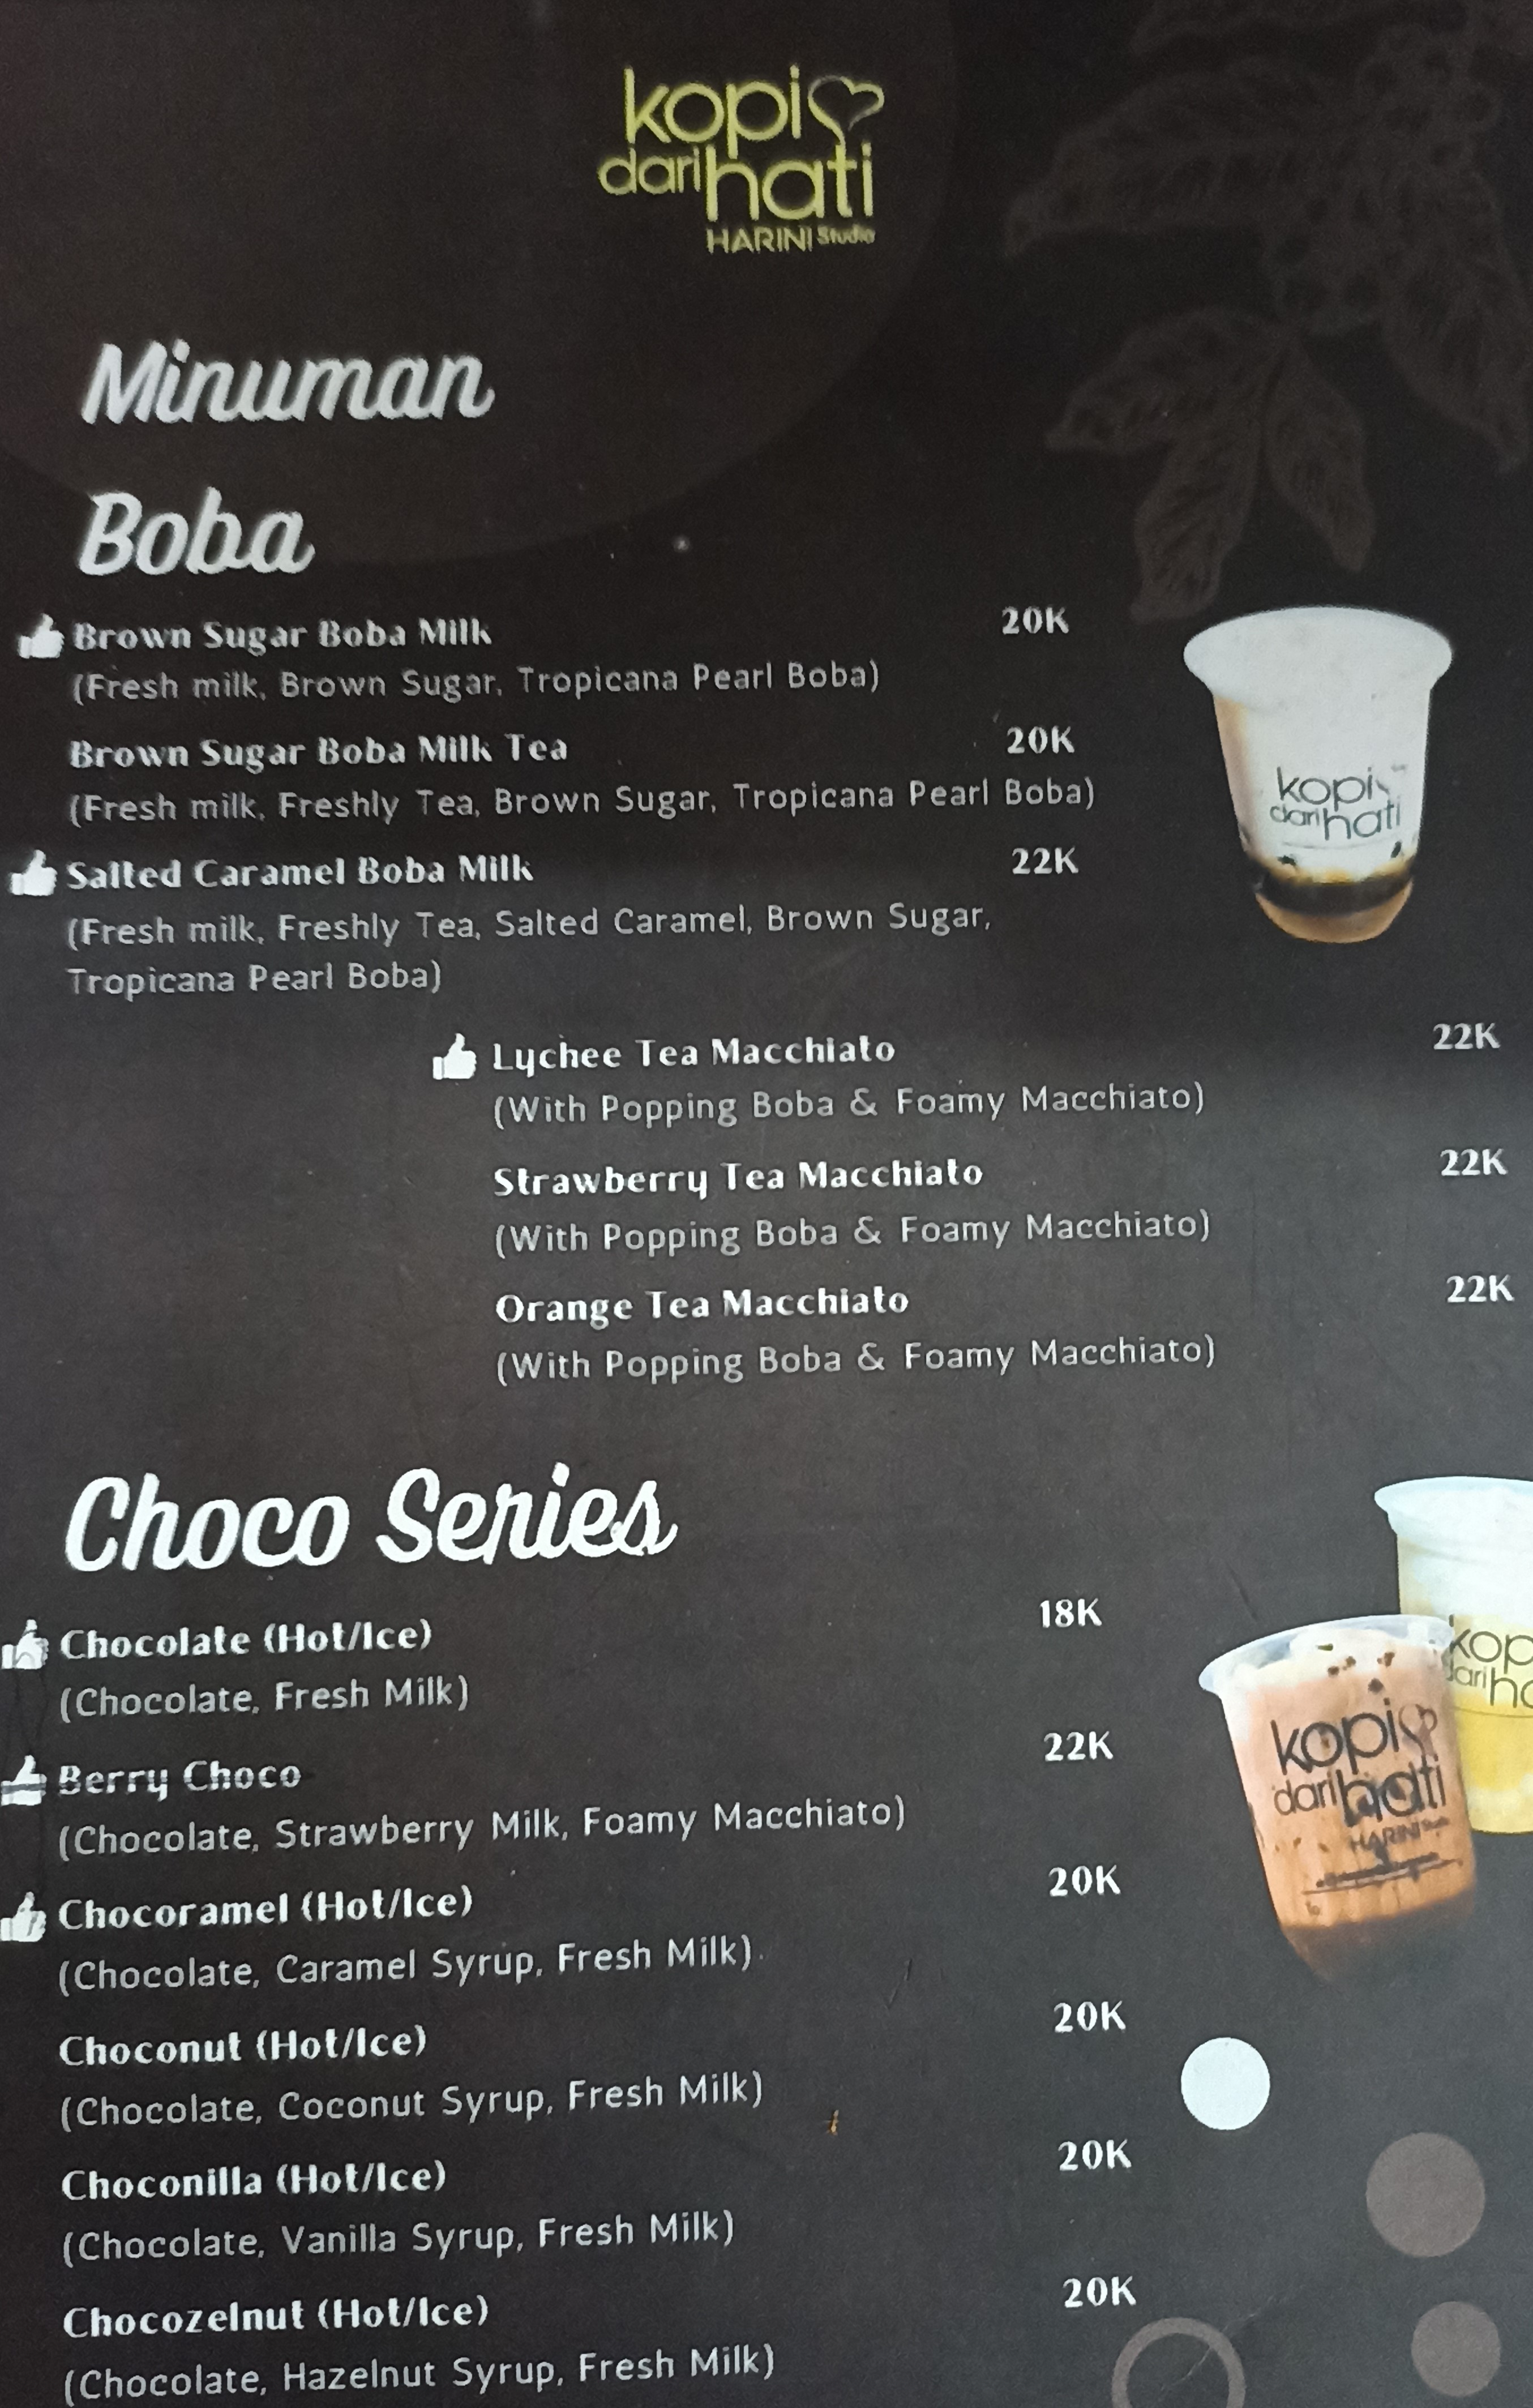 kopi
dari hati
HARINI Studio
Minuman
Boba
Brown Sugar Boba Milk 20K
(Fresh milk, Brown Sugar, Tropicana Pearl Boba)
Brown Sugar Boba Milk Tea 20K
(Fresh milk, Freshly Tea, Brown Sugar, Tropicana Pearl Boba)
Salted Caramel Boba Milk 22K
(Fresh milk, Freshly Tea, Salted Caramel, Brown Sugar,
Tropicana Pearl Boba)
kopi
dari hati
Lychee Tea Macchiato 22K
(With Popping Boba & Foamy Macchiato)
Strawberry Tea Macchiato 22K
(With Popping Boba & Foamy Macchiato)
Orange Tea Macchiato 22K
(With Popping Boba & Foamy Macchiato)
Choco Series
Chocolate (Hot/Ice) 18K
(Chocolate, Fresh Milk)
Berry Choco 22K
(Chocolate, Strawberry Milk, Foamy Macchiato)
Chocoramel (Hot/Ice) 20K
(Chocolate, Caramel Syrup, Fresh Milk)
Choconut (Hot/Ice) 20K
(Chocolate, Coconut Syrup, Fresh Milk)
Choconilla (Hot/Ice) 20K
(Chocolate, Vanilla Syrup, Fresh Milk)
Chocozelnut (Hot/Ice) 20K
(Chocolate, Hazelnut Syrup, Fresh Milk)
kopi
dari hati
HARINI
kop
dari ha